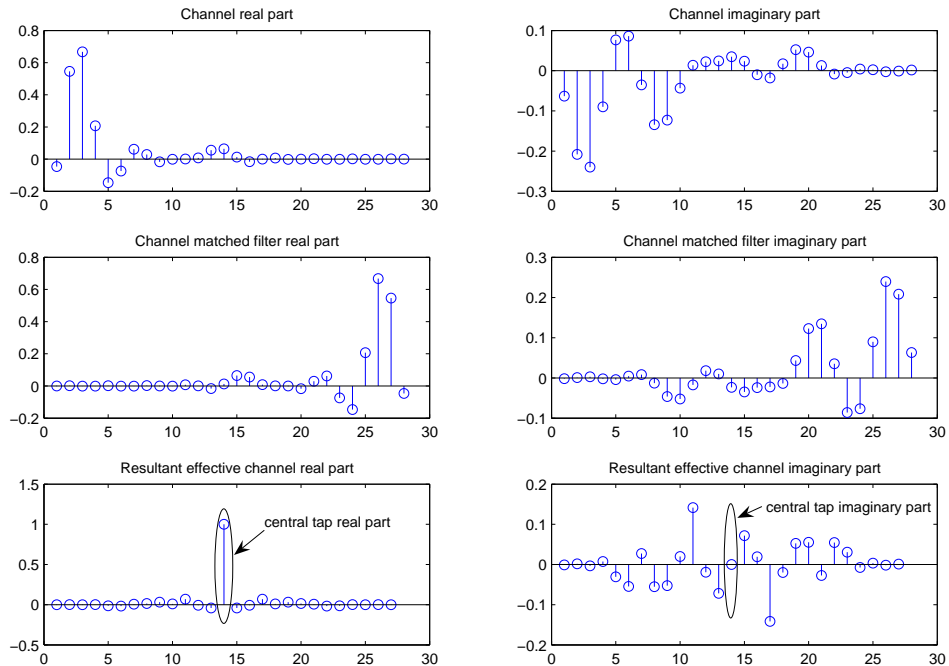 Channel real part
0.8
0.6
0.4
0.2
0
−0.2
0 5 10 15 20 25 30
Channel imaginary part
0.1
0
−0.1
−0.2
−0.3
0 5 10 15 20 25 30
Channel matched filter real part
0.8
0.6
0.4
0.2
0
−0.2
0 5 10 15 20 25 30
Channel matched filter imaginary part
0.3
0.2
0.1
0
−0.1
0 5 10 15 20 25 30
Resultant effective channel real part
1.5
1
0.5
0
−0.5
central tap real part
0 5 10 15 20 25 30
Resultant effective channel imaginary part
0.2
0.1
0
−0.1
0.2
central tap imaginary part
0 5 10 15 20 25 30